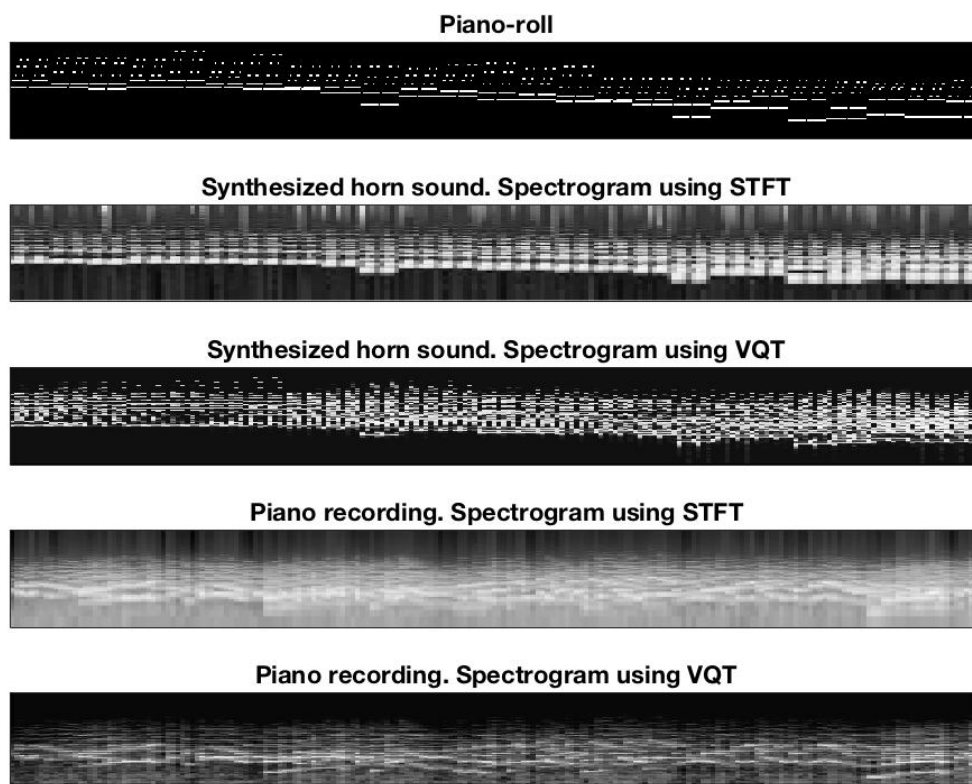 Piano-roll
Synthesized horn sound. Spectrogram using STFT
Synthesized horn sound. Spectrogram using VQT
Piano recording. Spectrogram using STFT
Piano recording. Spectrogram using VQT